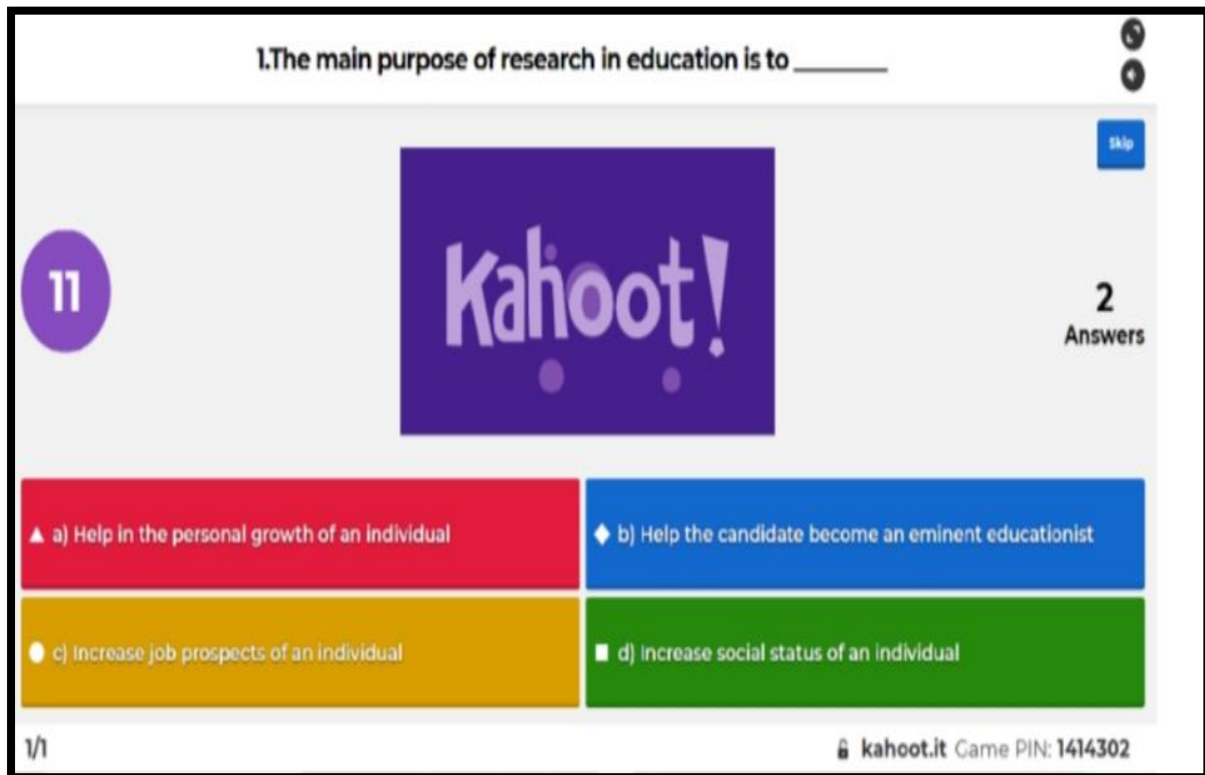 1.The main purpose of research in education is to ________
Skip
Kahoot!
11
2
Answers
a) Help in the personal growth of an individual
b) Help the candidate become an eminent educationist
c) Increase job prospects of an individual
d) Increase social status of an individual
1/1
kahoot.it Game PIN: 1414302